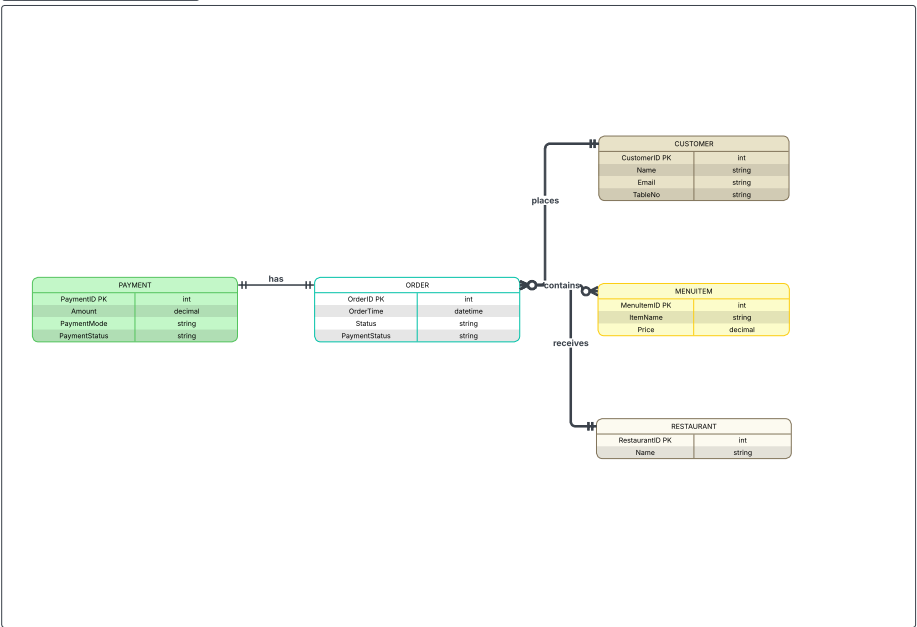 CUSTOMER
CustomerID PK int
Name string
Email string
TableNo string
places
has
PAYMENT
PaymentID PK int
Amount decimal
PaymentMode string
PaymentStatus string
ORDER
OrderID PK int
OrderTime datetime
Status string
PaymentStatus string
contains
MENUITEM
MenuItemID PK int
ItemName string
Price decimal
receives
RESTAURANT
RestaurantID PK int
Name string